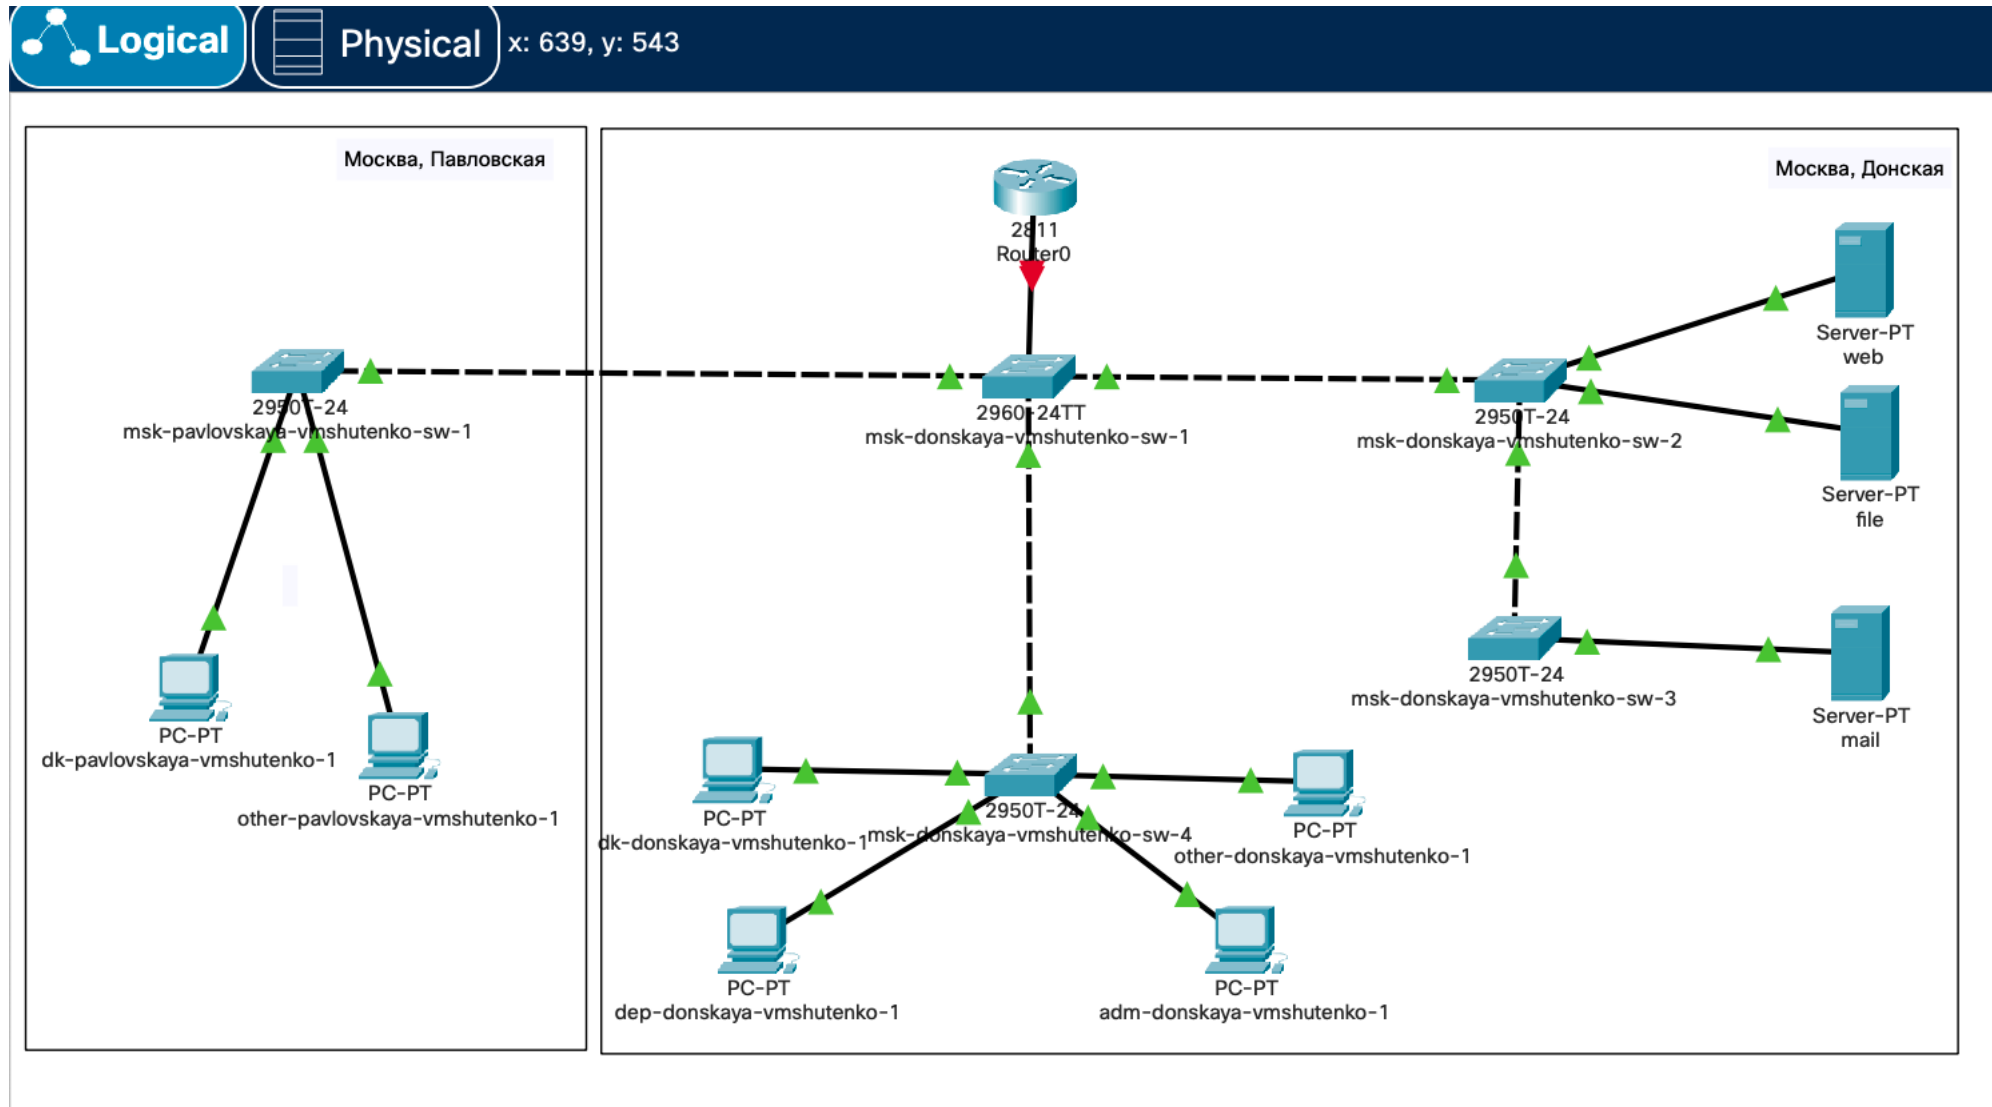 Logical
Physical
x: 639, y: 543
Москва, Павловская
Москва, Донская
2811
Router0
Server-PT
web
2950T-24
msk-pavlovskaya-vmshutenko-sw-1
2960-24TT
msk-donskaya-vmshutenko-sw-1
2950T-24
msk-donskaya-vmshutenko-sw-2
Server-PT
file
2950T-24
msk-donskaya-vmshutenko-sw-3
Server-PT
mail
PC-PT
dk-pavlovskaya-vmshutenko-1
PC-PT
other-pavlovskaya-vmshutenko-1
PC-PT
dk-donskaya-vmshutenko-1
2950T-24
msk-donskaya-vmshutenko-sw-4
PC-PT
other-donskaya-vmshutenko-1
PC-PT
dep-donskaya-vmshutenko-1
PC-PT
adm-donskaya-vmshutenko-1